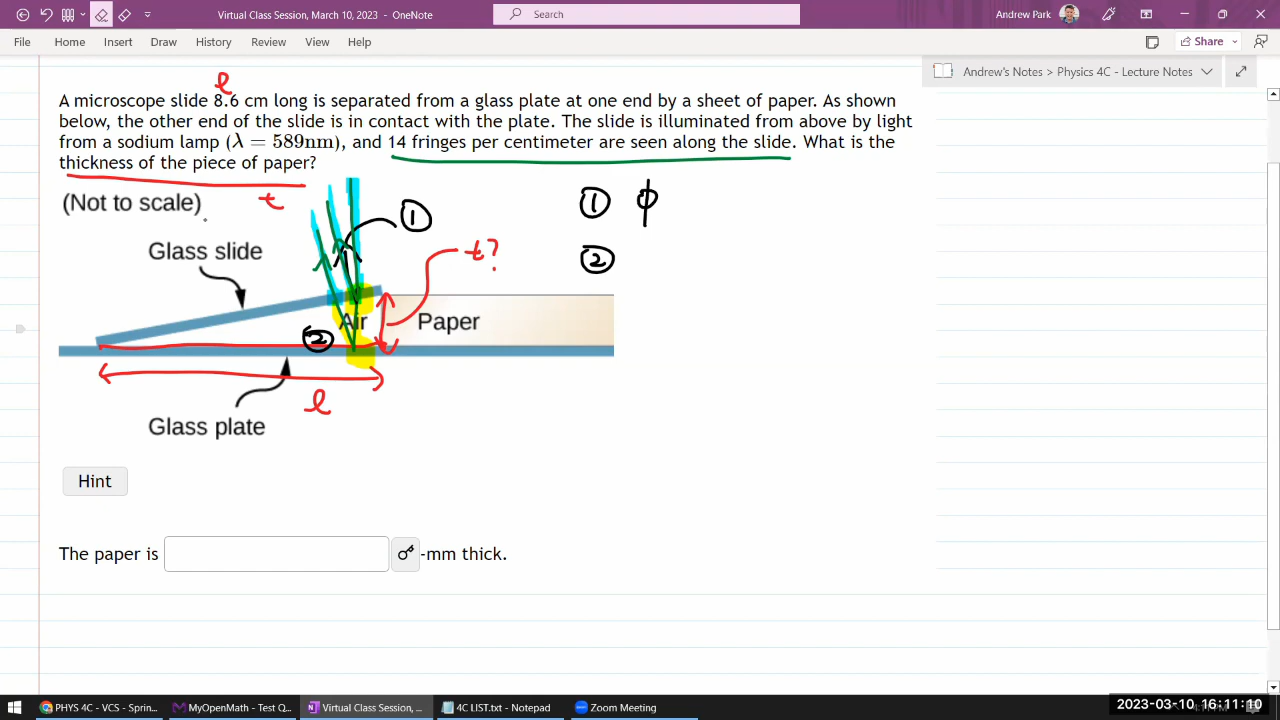 Virtual Class Session, March 10, 2023 - OneNote
Search
Andrew Park
File Home Insert Draw History Review View Help
Share
Andrew's Notes > Physics 4C - Lecture Notes
ℓ
A microscope slide 8.6 cm long is separated from a glass plate at one end by a sheet of paper. As shown
below, the other end of the slide is in contact with the plate. The slide is illuminated from above by light
from a sodium lamp (λ = 589nm), and 14 fringes per centimeter are seen along the slide. What is the
thickness of the piece of paper?
(Not to scale)
t
① ① ϕ
Glass slide
t?
②
Air Paper
②
ℓ
Glass plate
Hint
The paper is -mm thick.
PHYS 4C - VCS - Sprin...
MyOpenMath - Test Q...
Virtual Class Session, ...
4C LIST.txt - Notepad
Zoom Meeting
2023-03-10 16:11:10